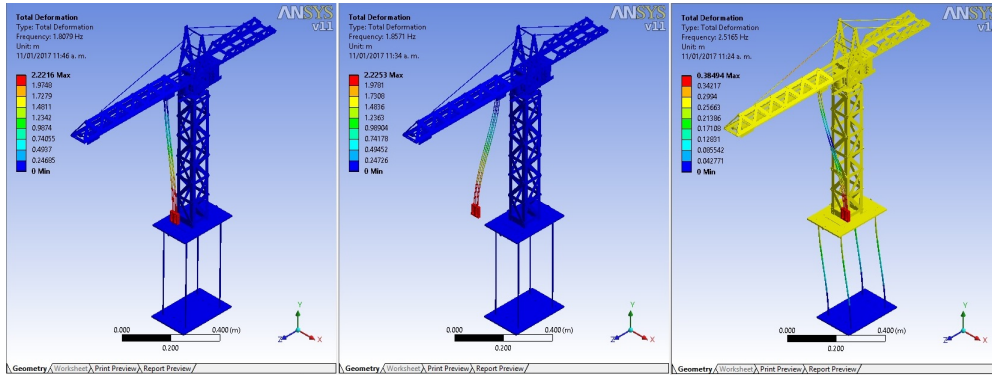 Total Deformation
Type: Total Deformation
Frequency: 1.8079 Hz
Unit: m
11/01/2017 11:46 a. m.
2.2216 Max
1.9748
1.7279
1.4811
1.2342
0.9874
0.74055
0.4937
0.24685
0 Min
ANSYS
v11
Y
Z
X
0.000
0.400 (m)
0.200
Geometry Worksheet Print Preview Report Preview
Total Deformation
Type: Total Deformation
Frequency: 1.8571 Hz
Unit: m
11/01/2017 11:34 a. m.
2.2253 Max
1.9781
1.7308
1.4836
1.2363
0.98904
0.74178
0.49452
0.24726
0 Min
ANSYS
v11
Y
Z
X
0.000
0.400 (m)
0.200
Geometry Worksheet Print Preview Report Preview
Total Deformation
Type: Total Deformation
Frequency: 2.5165 Hz
Unit: m
11/01/2017 11:24 a. m.
0.38494 Max
0.34217
0.2994
0.25663
0.21386
0.17108
0.12831
0.085542
0.042771
0 Min
ANSYS
v1
Y
Z
X
0.000
0.400 (m)
0.200
Geometry Worksheet Print Preview Report Preview